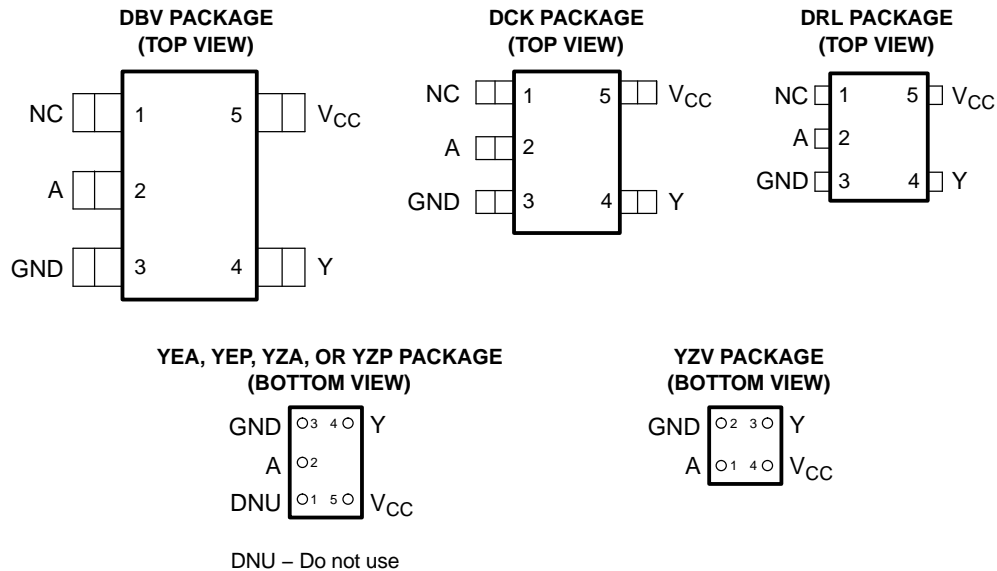 DBV PACKAGE
(TOP VIEW)
NC 1 5 VCC
A 2
GND 3 4 Y
DCK PACKAGE
(TOP VIEW)
NC 1 5 VCC
A 2
GND 3 4 Y
DRL PACKAGE
(TOP VIEW)
NC 1 5 VCC
A 2
GND 3 4 Y
YEA, YEP, YZA, OR YZP PACKAGE
(BOTTOM VIEW)
GND 3 4 Y
A 2
DNU 1 5 VCC
DNU – Do not use
YZV PACKAGE
(BOTTOM VIEW)
GND 2 3 Y
A 1 4 VCC